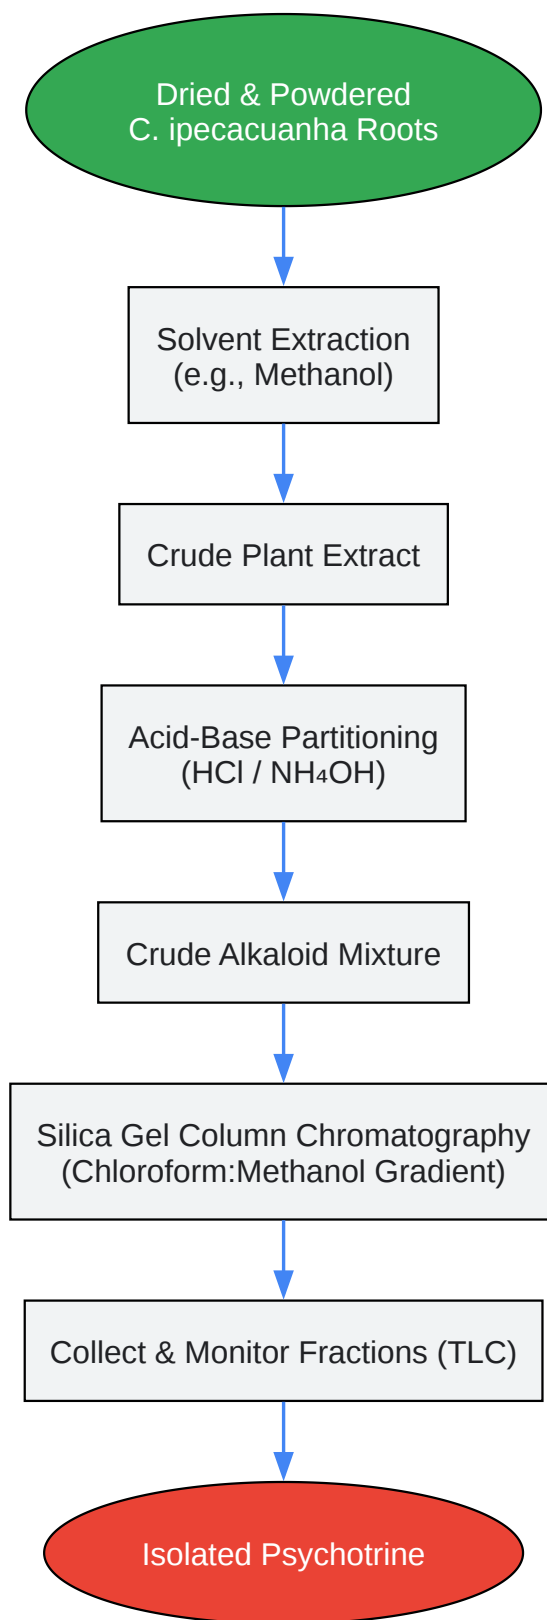 Dried & Powdered
C. ipecacuanha Roots
Solvent Extraction
(e.g., Methanol)
Crude Plant Extract
Acid-Base Partitioning
(HCl / NH₄OH)
Crude Alkaloid Mixture
Silica Gel Column Chromatography
(Chloroform:Methanol Gradient)
Collect & Monitor Fractions (TLC)
Isolated Psychotrine